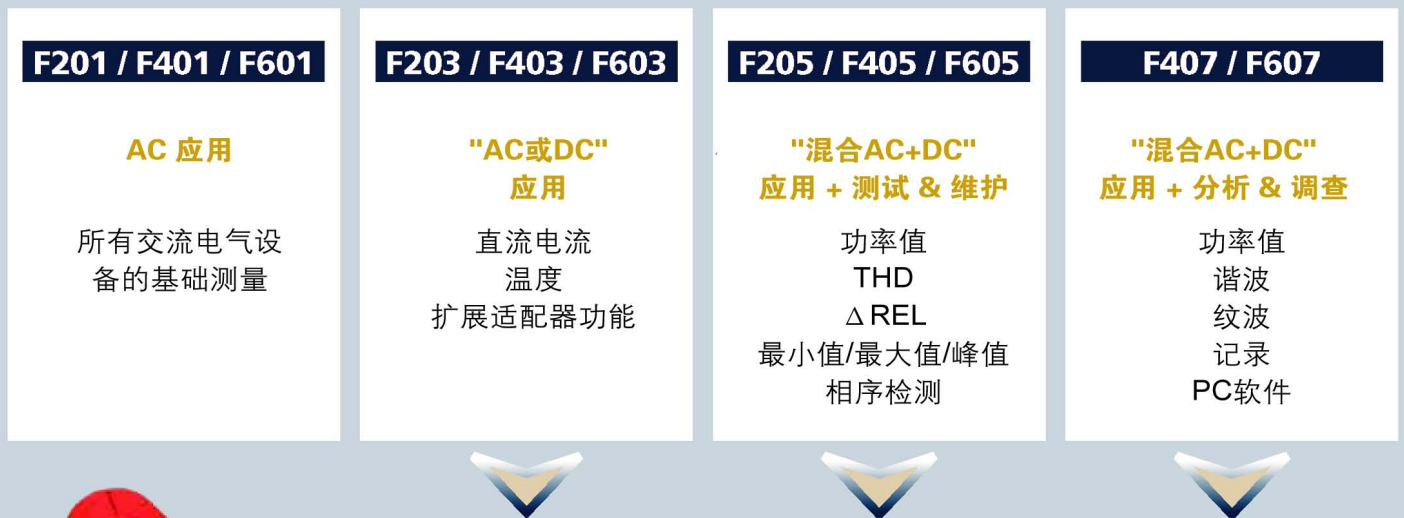 F201 / F401 / F601
AC 应用
所有交流电气设
备的基础测量
F203 / F403 / F603
"AC或DC"
应用
直流电流
温度
扩展适配器功能
F205 / F405 / F605
"混合AC+DC"
应用 + 测试 & 维护
功率值
THD
Δ REL
最小值/最大值/峰值
相序检测
F407 / F607
"混合AC+DC"
应用 + 分析 & 调查
功率值
谐波
纹波
记录
PC软件